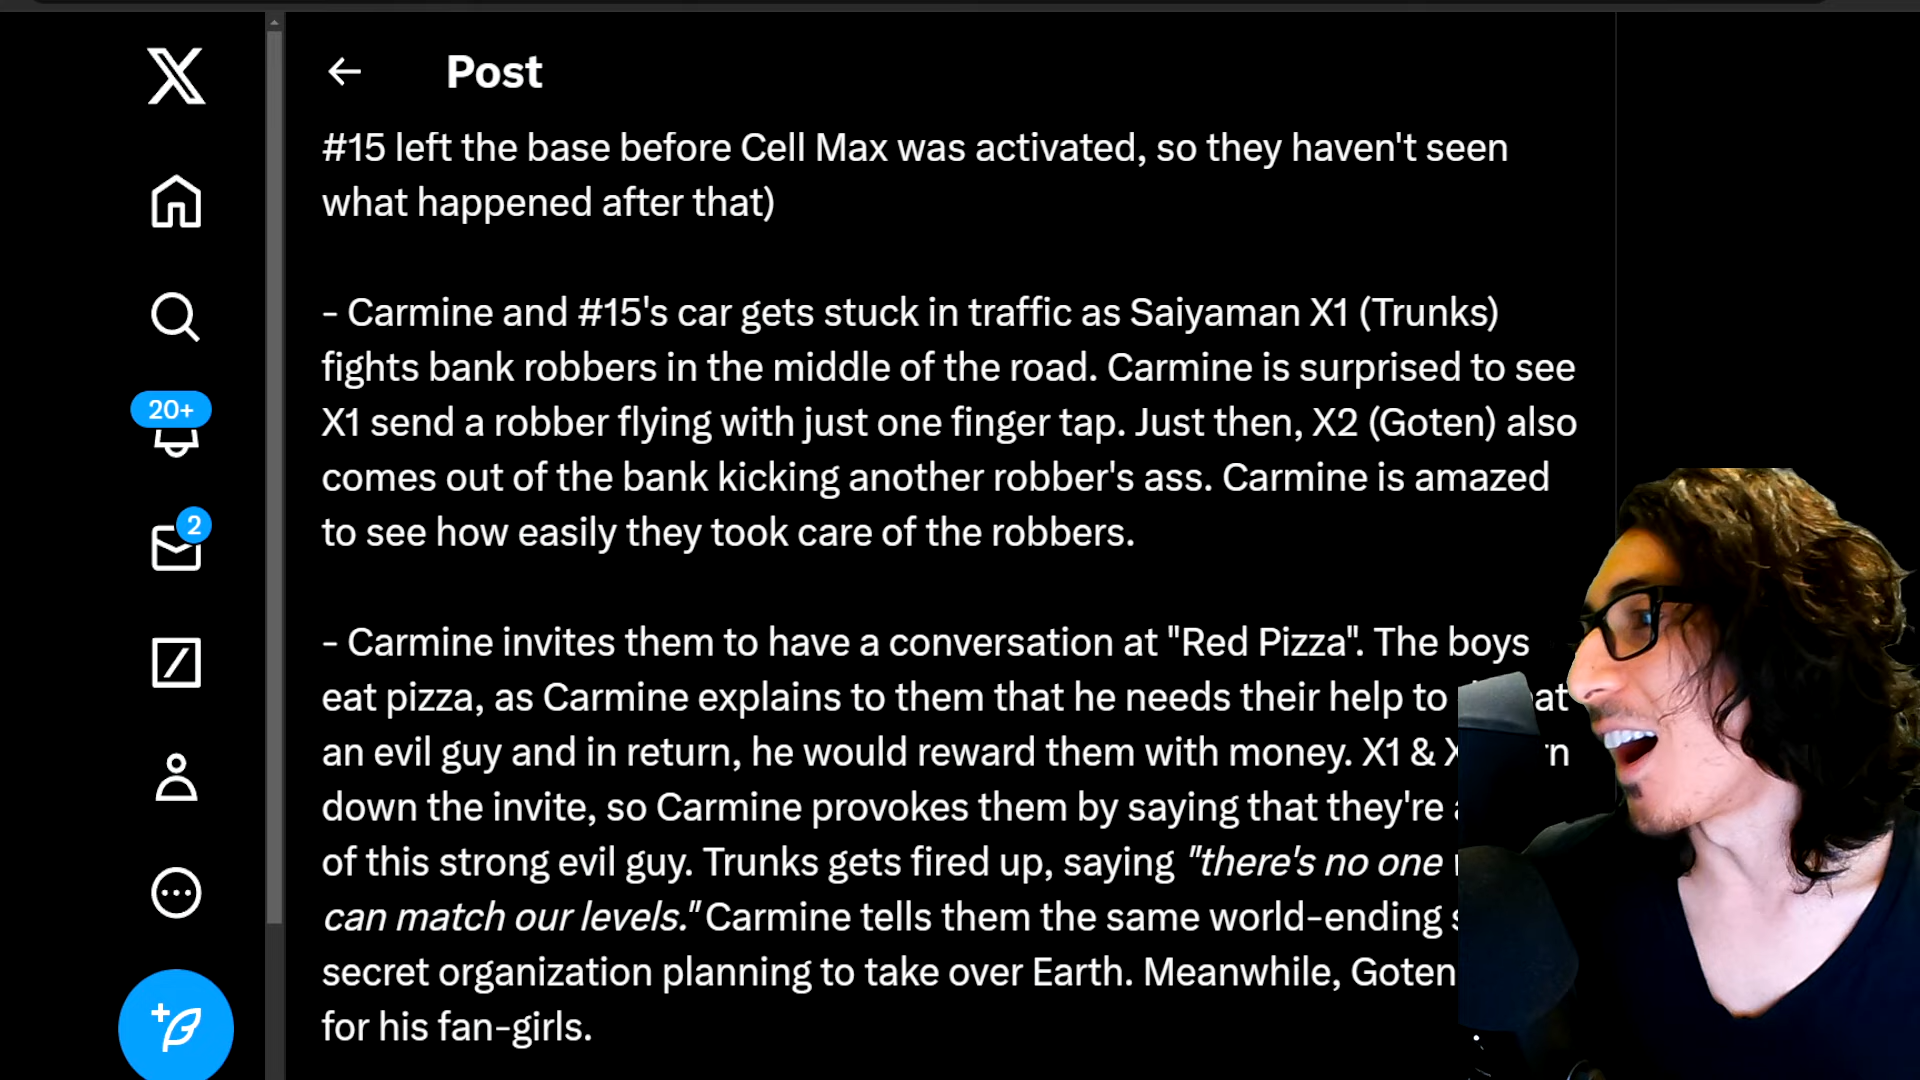 X
Post
#15 left the base before Cell Max was activated, so they haven't seen
what happened after that)
- Carmine and #15's car gets stuck in traffic as Saiyaman X1 (Trunks)
fights bank robbers in the middle of the road. Carmine is surprised to see
X1 send a robber flying with just one finger tap. Just then, X2 (Goten) also
20+
comes out of the bank kicking another robber's ass. Carmine is amazed
2
to see how easily they took care of the robbers.
- Carmine invites them to have a conversation at "Red Pizza". The boys
eat pizza, as Carmine explains to them that he needs their help to
an evil guy and in return, he would reward them with money. X1 &
down the invite, so Carmine provokes them by saying that they're
of this strong evil guy. Trunks gets fired up, saying "there's no one
can match our levels." Carmine tells them the same world-ending
secret organization planning to take over Earth. Meanwhile, Goten
for his fan-girls.